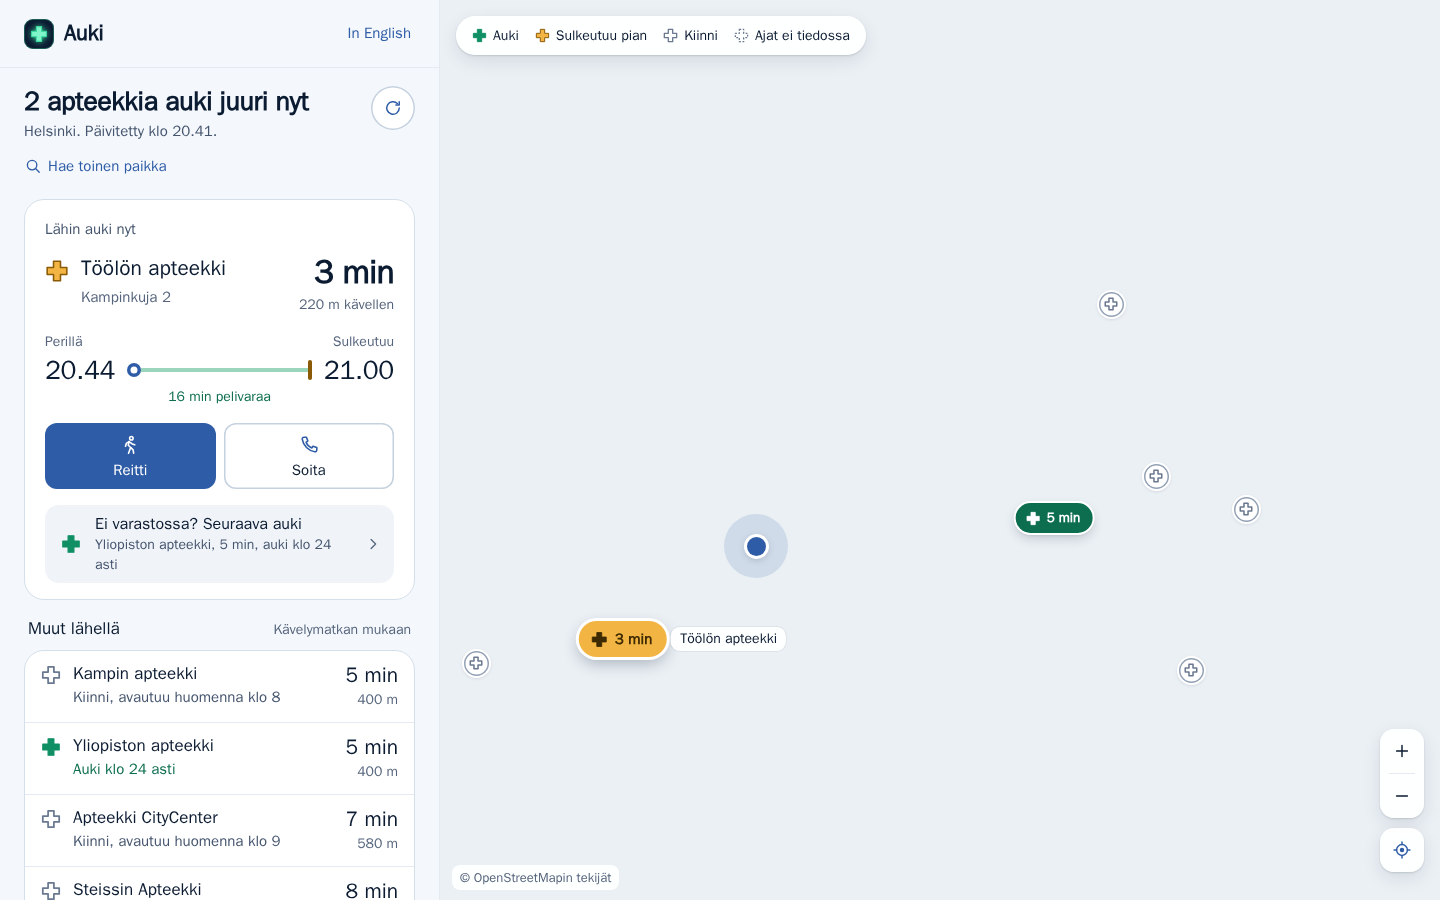 Auki
In English
2 apteekkia auki juuri nyt
Helsinki. Päivitetty klo 20.41.
Hae toinen paikka
Lähin auki nyt
Töölön apteekki
3 min
Kampinkuja 2
220 m kävellen
Perillä
Sulkeutuu
20.44
21.00
16 min pelivaraa
Reitti
Soita
Ei varastossa? Seuraava auki
Yliopiston apteekki, 5 min, auki klo 24
asti
Muut lähellä
Kävelymatkan mukaan
Kampin apteekki
5 min
Kiinni, avautuu huomenna klo 8
400 m
Yliopiston apteekki
5 min
Auki klo 24 asti
400 m
Apteekki CityCenter
7 min
Kiinni, avautuu huomenna klo 9
580 m
Steissin Apteekki
8 min
Auki
Sulkeutuu pian
Kiinni
Ajat ei tiedossa
5 min
3 min
Töölön apteekki
© OpenStreetMapin tekijät